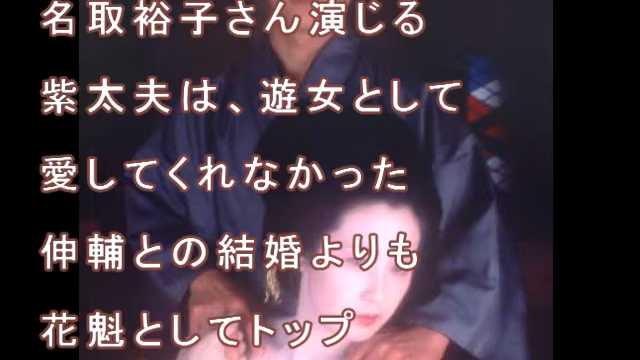 名取裕子さん演じる
紫太夫は、遊女として
愛してくれなかった
伸輔との結婚よりも
花魁としてトップ